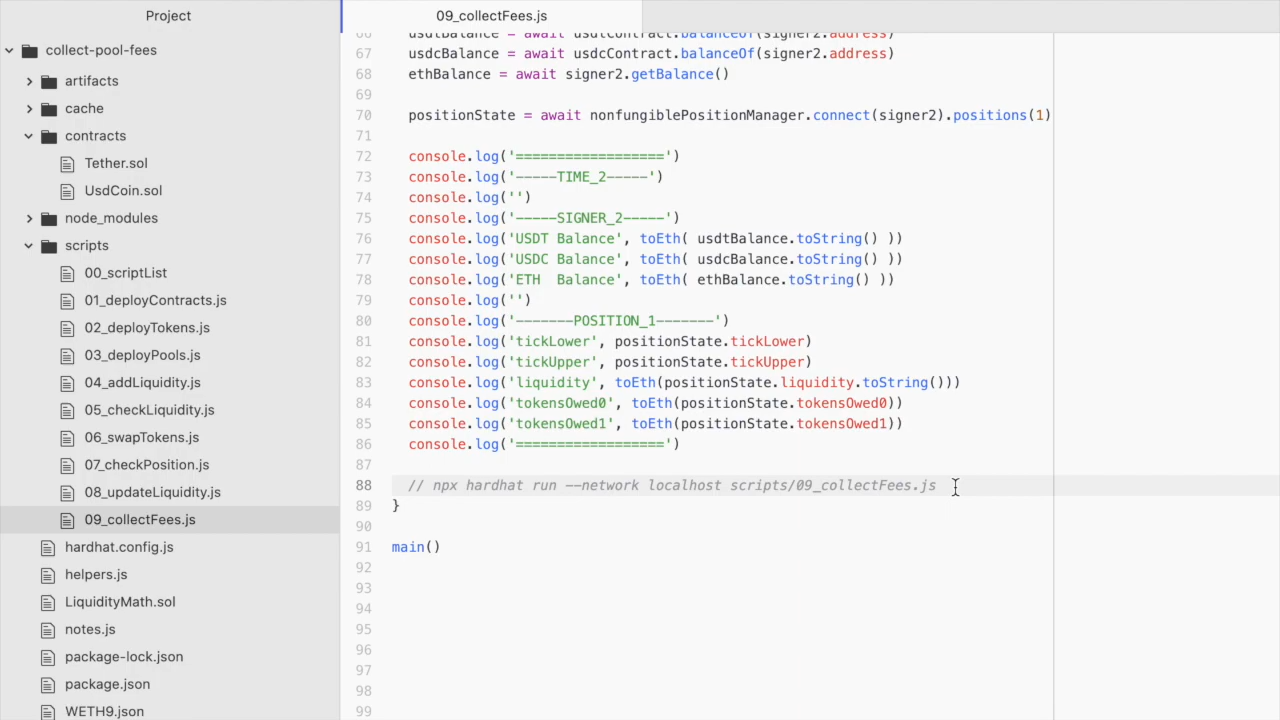 Project
collect-pool-fees
artifacts
cache
contracts
Tether.sol
UsdCoin.sol
node_modules
scripts
00_scriptList
01_deployContracts.js
02_deployTokens.js
03_deployPools.js
04_addLiquidity.js
05_checkLiquidity.js
06_swapTokens.js
07_checkPosition.js
08_updateLiquidity.js
09_collectFees.js
hardhat.config.js
helpers.js
LiquidityMath.sol
notes.js
package-lock.json
package.json
WETH9.json
09_collectFees.js
66 usdtBalance = await usdtContract.balanceOf(signer2.address)
67 usdcBalance = await usdcContract.balanceOf(signer2.address)
68 ethBalance = await signer2.getBalance()
69
70 positionState = await nonfungiblePositionManager.connect(signer2).positions(1)
71
72 console.log('==================')
73 console.log('-----TIME_2-----')
74 console.log('')
75 console.log('-----SIGNER_2-----')
76 console.log('USDT Balance', toEth( usdtBalance.toString() ))
77 console.log('USDC Balance', toEth( usdcBalance.toString() ))
78 console.log('ETH  Balance', toEth( ethBalance.toString() ))
79 console.log('')
80 console.log('-------POSITION_1-------')
81 console.log('tickLower', positionState.tickLower)
82 console.log('tickUpper', positionState.tickUpper)
83 console.log('liquidity', toEth(positionState.liquidity.toString()))
84 console.log('tokensOwed0', toEth(positionState.tokensOwed0))
85 console.log('tokensOwed1', toEth(positionState.tokensOwed1))
86 console.log('==================')
87
88 // npx hardhat run --network localhost scripts/09_collectFees.js
89 }
90
91 main()
92
93
94
95
96
97
98
99